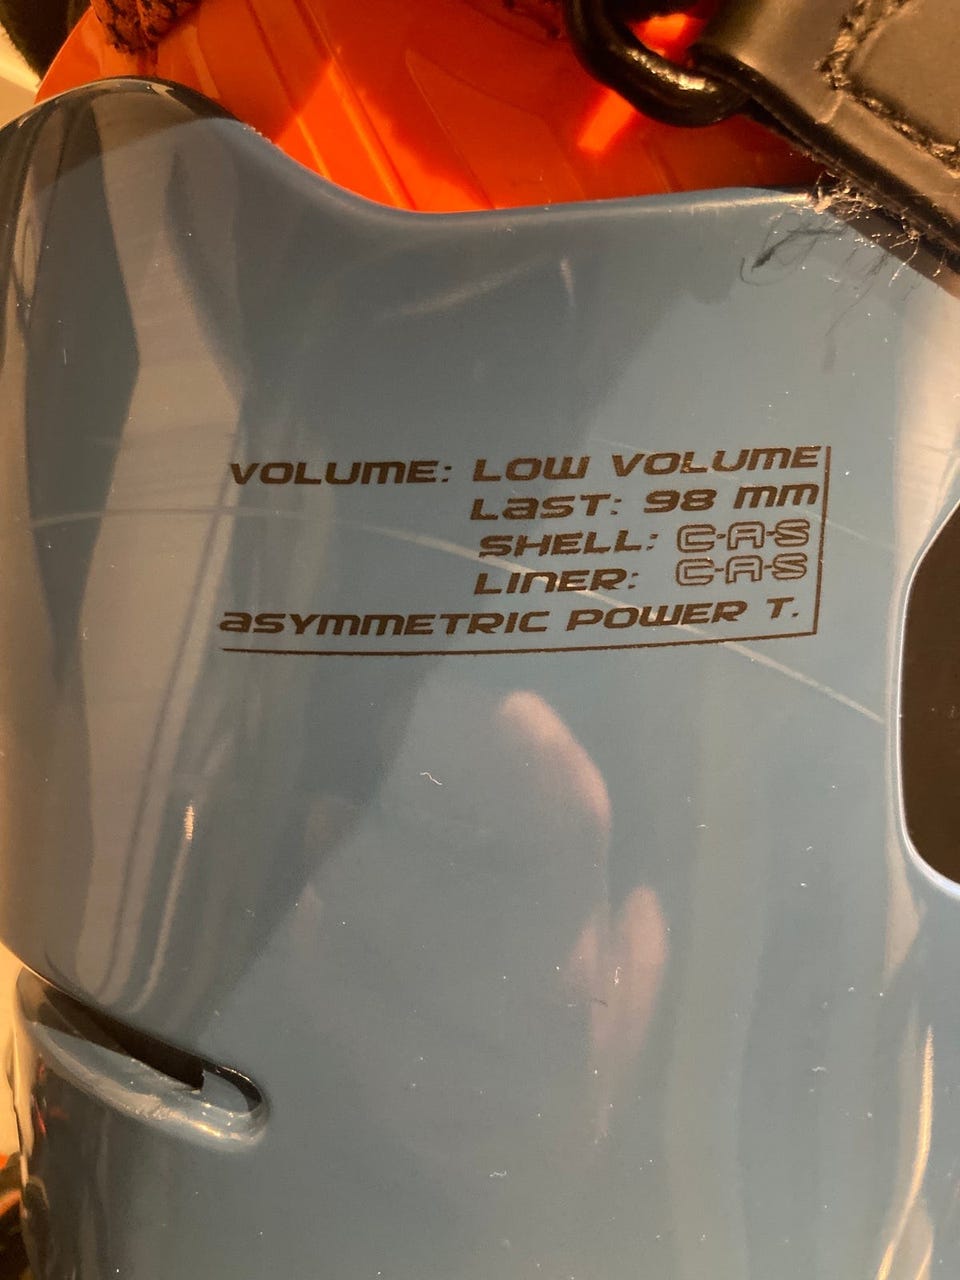 VOLUME: LOW VOLUME
LAST: 98 mm
SHELL: C-A-S
LINER: C-A-S
ASYMMETRIC POWER T.